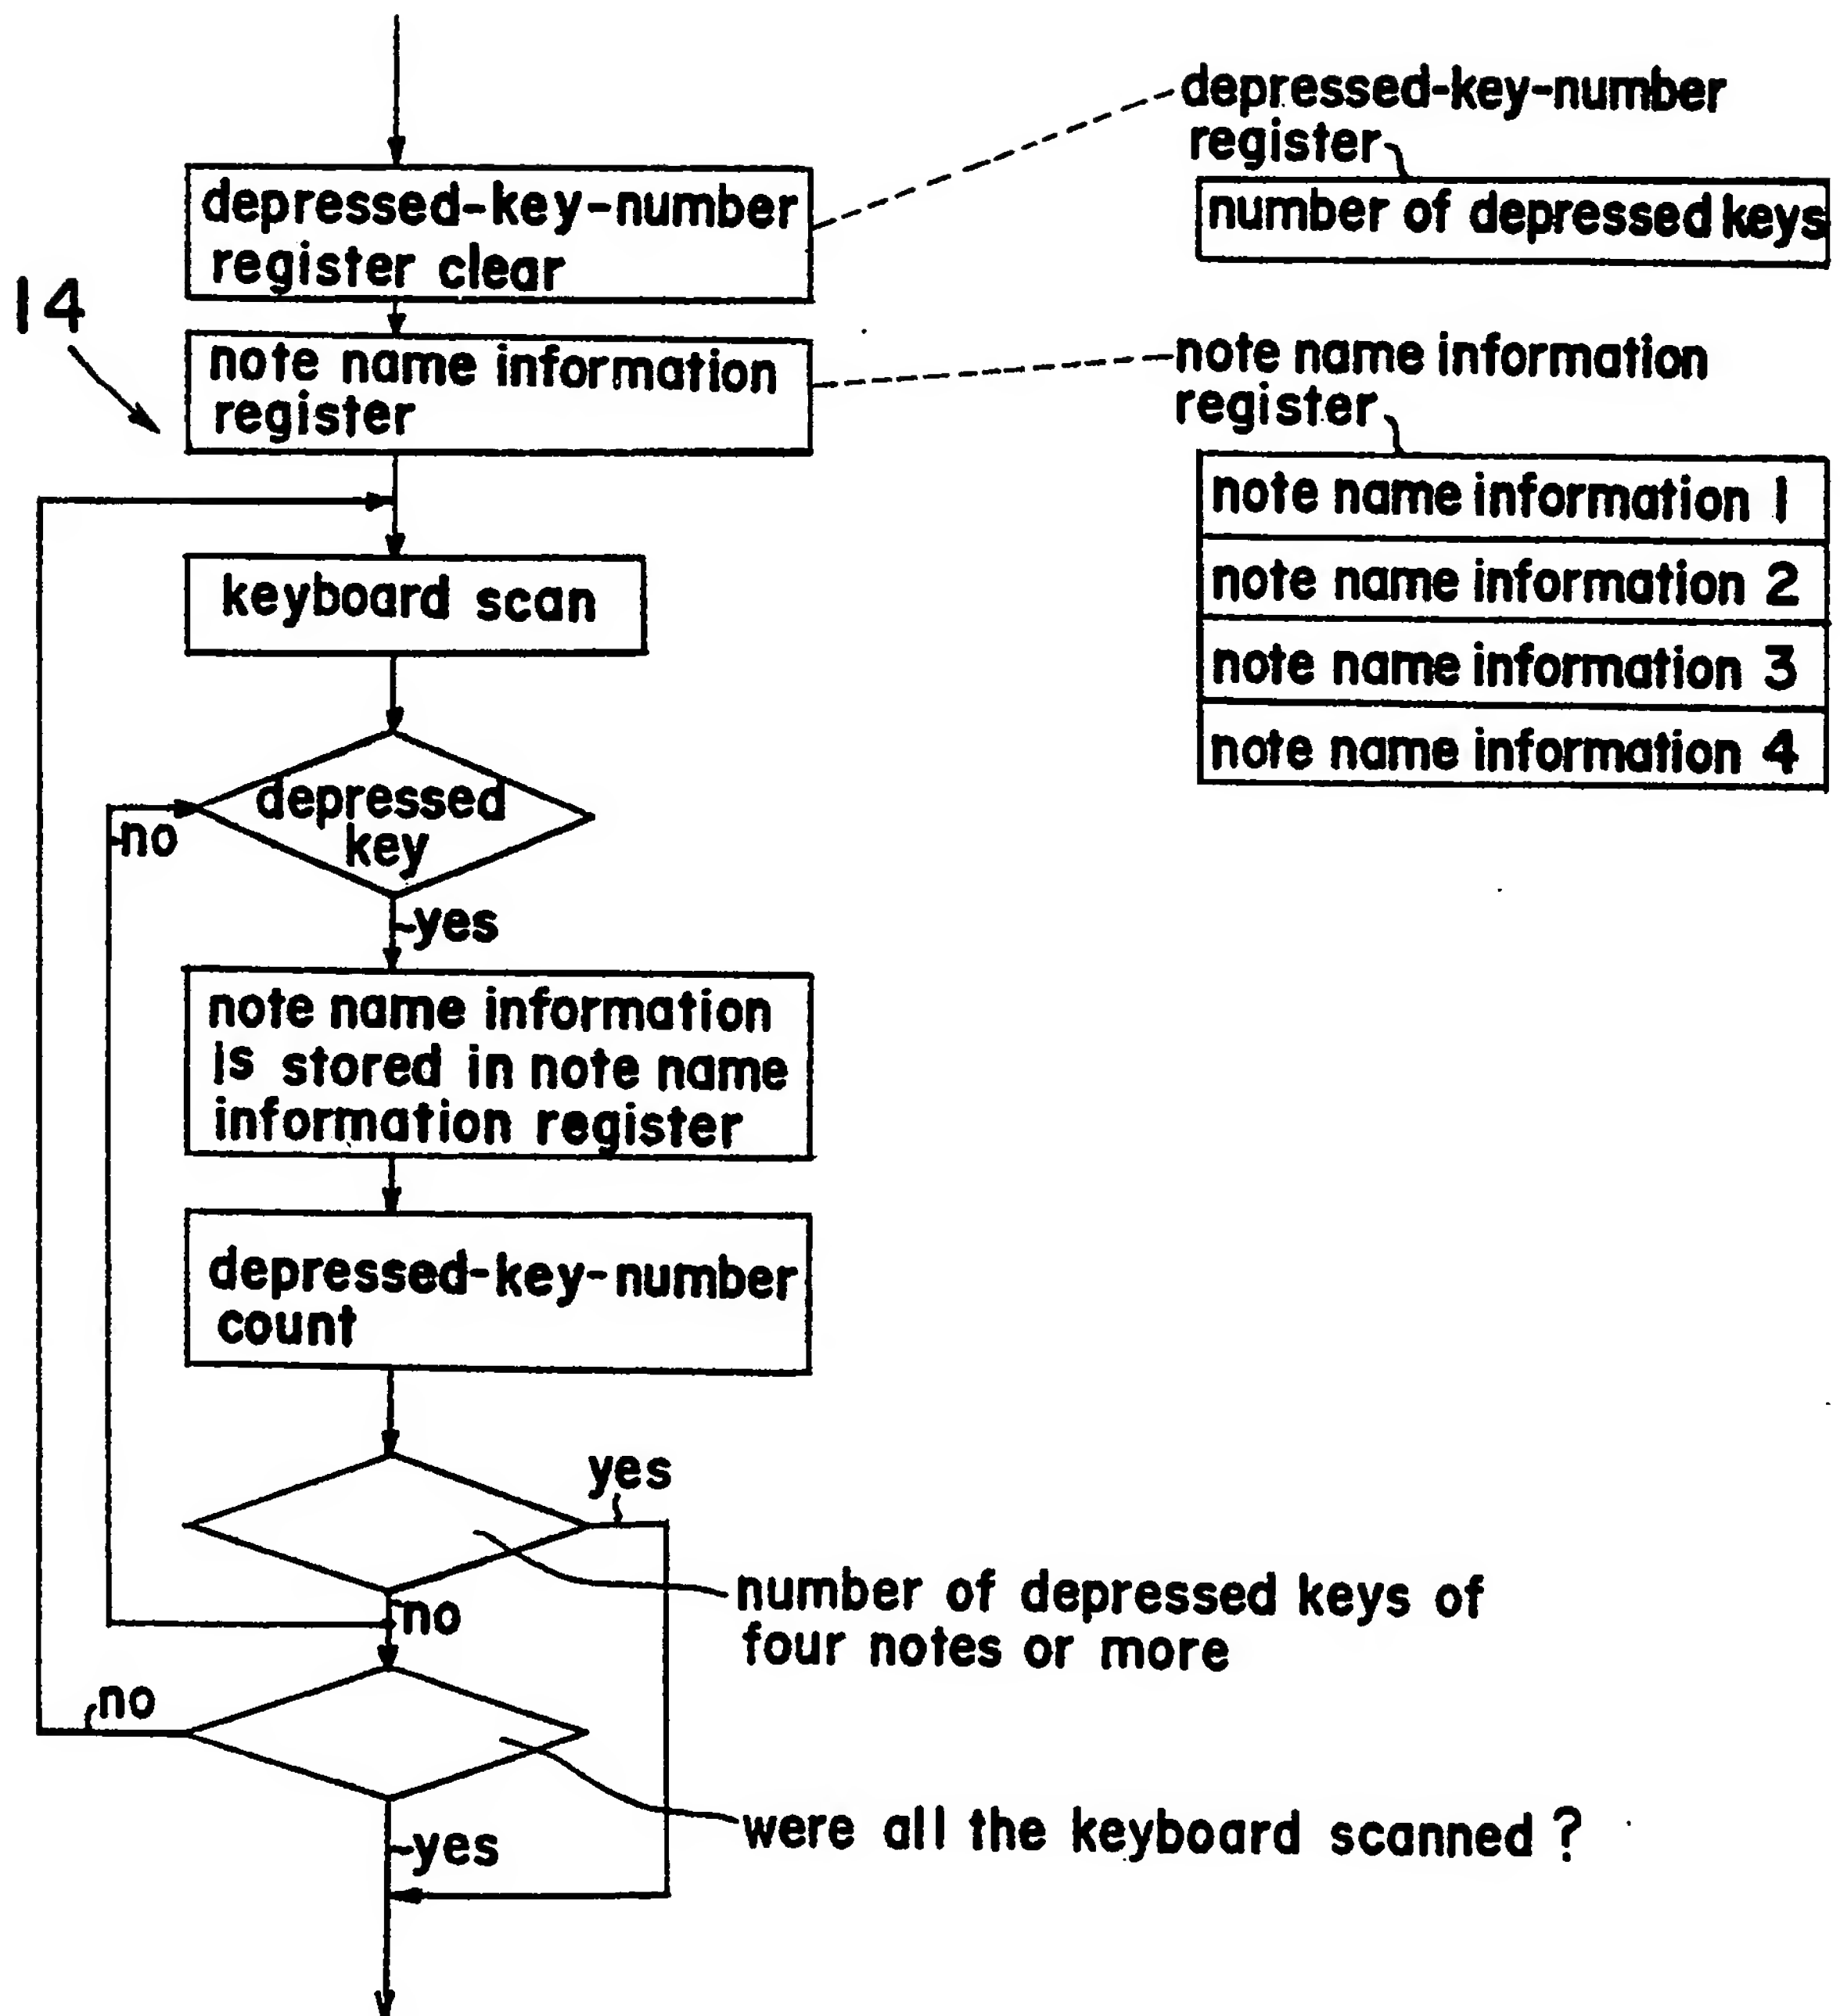 depressed-key-number
register clear
14
note name information
register
keyboard scan
depressed
key
no
yes
note name information
is stored in note name
information register
depressed-key-number
count
yes
number of depressed keys of
four notes or more
no
no
were all the keyboard scanned ?
yes
depressed-key-number
register
number of depressed keys
note name information
register
note name information 1
note name information 2
note name information 3
note name information 4